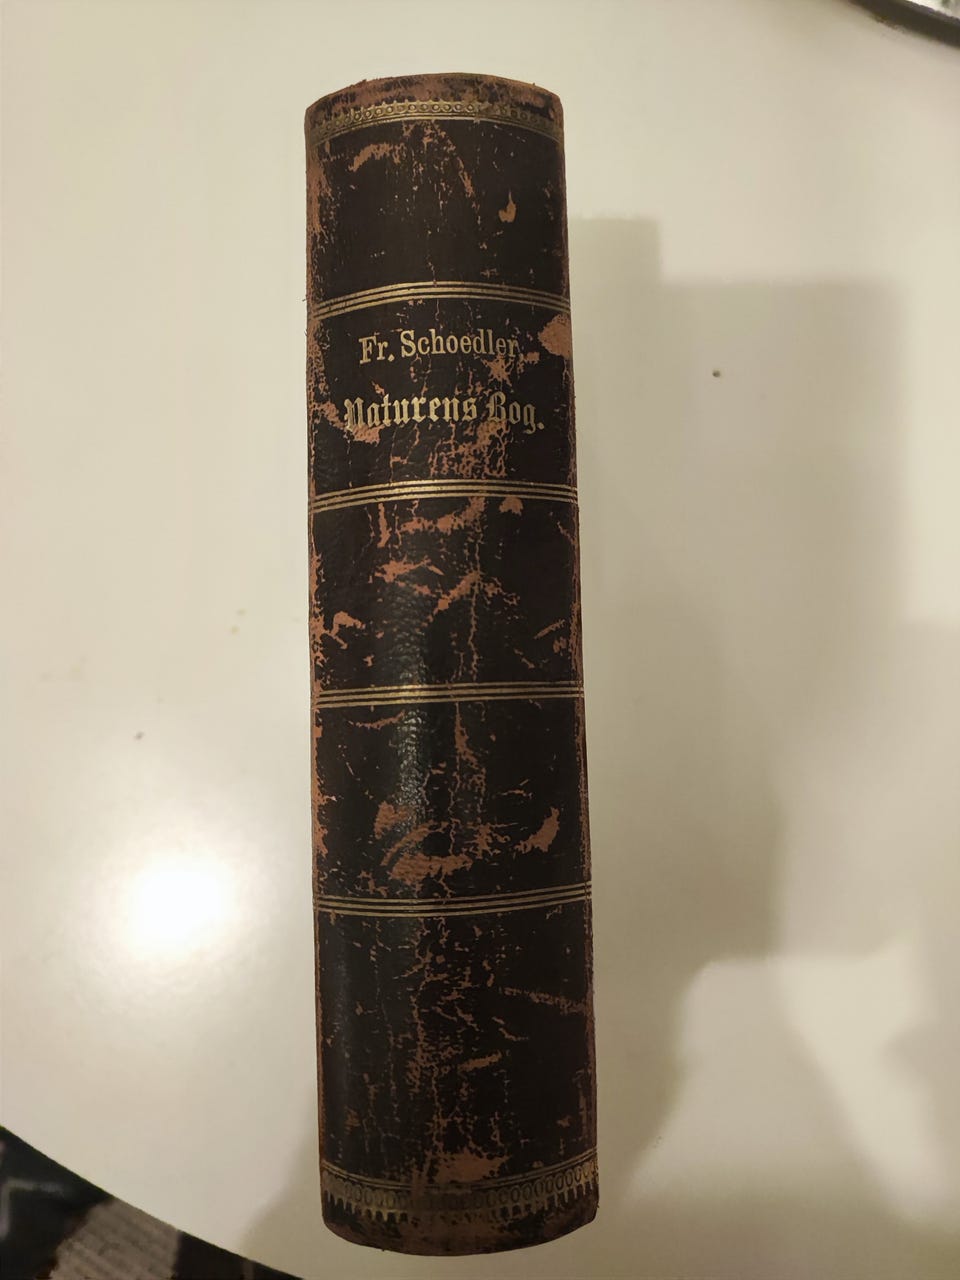 Fr. Schoedler,
Naturens Bog.